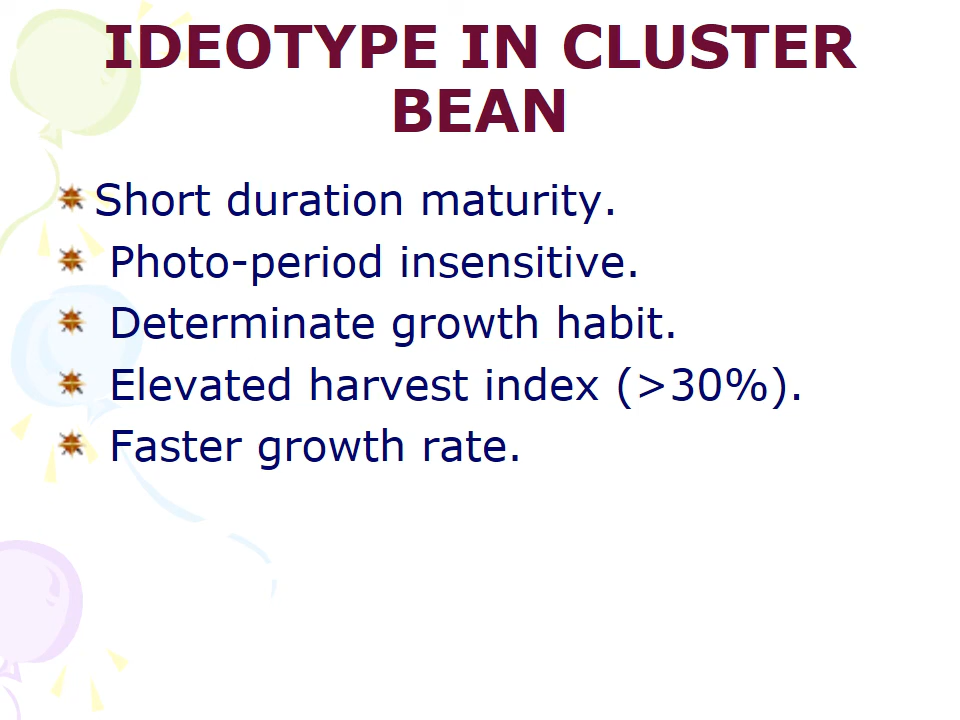 IDEOTYPE IN CLUSTER
BEAN
Short duration maturity.
Photo-period insensitive.
Determinate growth habit.
Elevated harvest index (>30%).
Faster growth rate.